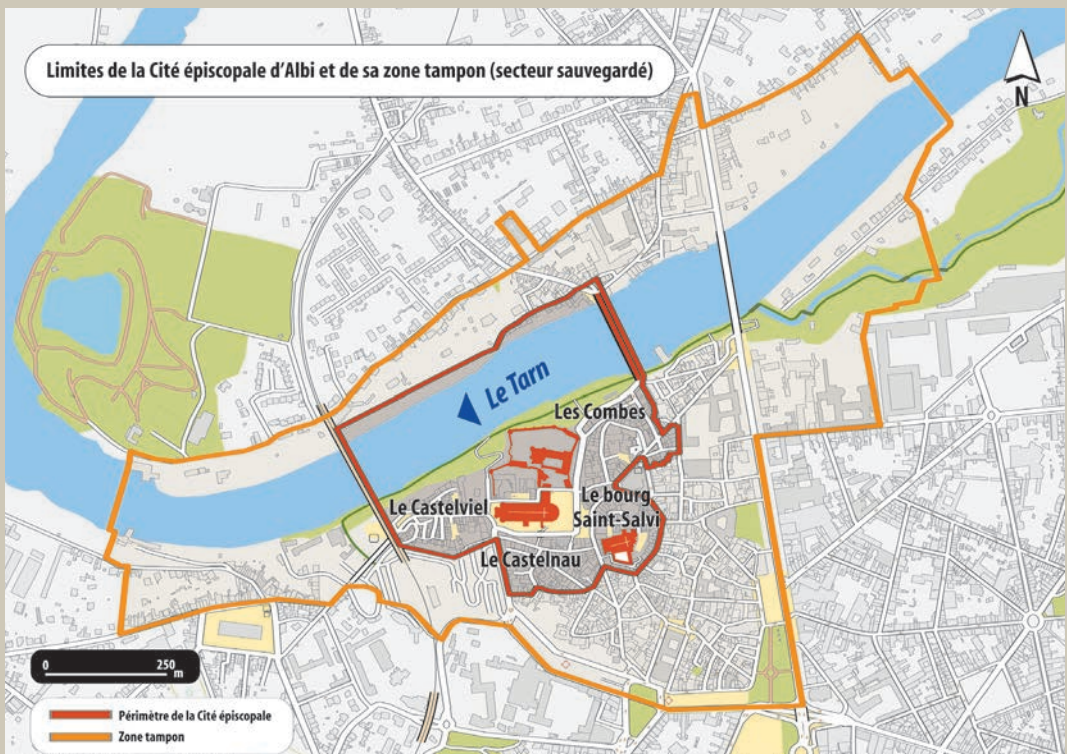 Limites de la Cité épiscopale d'Albi et de sa zone tampon (secteur sauvegardé)
N
Le Tarn
Les Combes
Le Castelviel
Le bourg
Saint-Salvi
Le Castelnau
0 250
m
Périmètre de la Cité épiscopale
Zone tampon